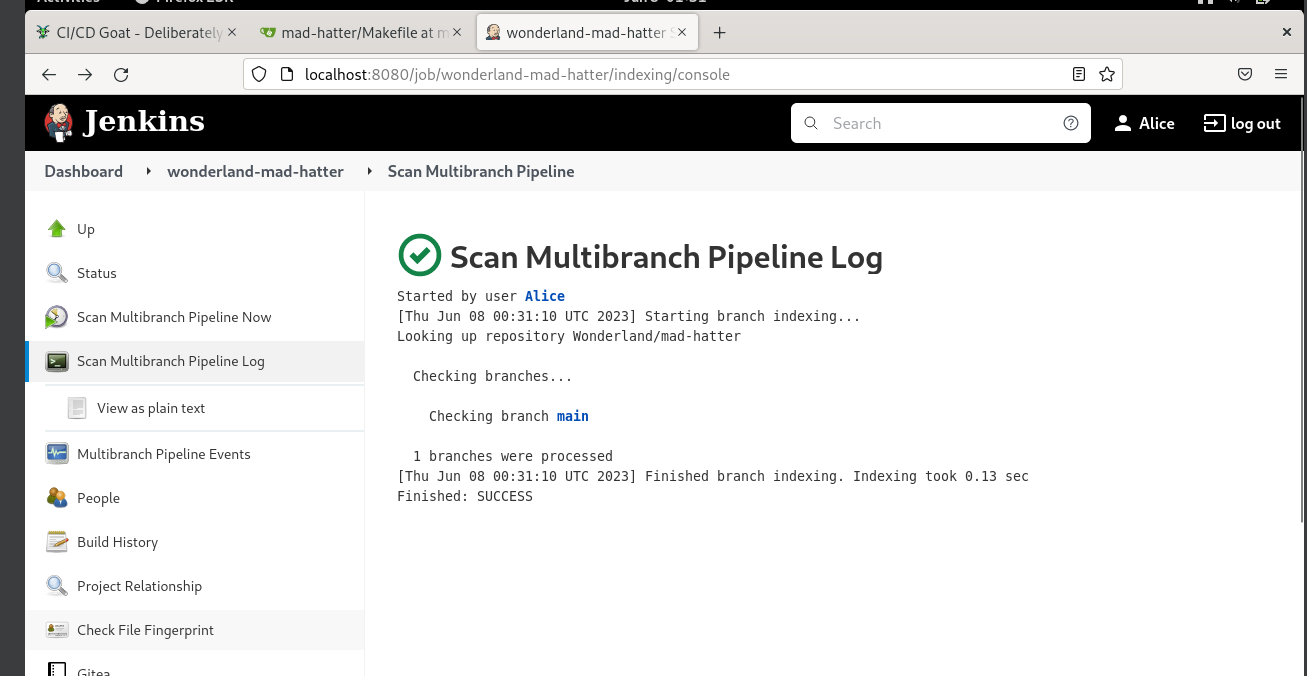 Activities Firefox ESR Jun 8 01:31
CI/CD Goat - Deliberately
mad-hatter/Makefile at m
wonderland-mad-hatter S
localhost:8080/job/wonderland-mad-hatter/indexing/console
Jenkins
Search
Alice
log out
Dashboard
wonderland-mad-hatter
Scan Multibranch Pipeline
Up
Status
Scan Multibranch Pipeline Now
Scan Multibranch Pipeline Log
View as plain text
Multibranch Pipeline Events
People
Build History
Project Relationship
Check File Fingerprint
Gitea
Scan Multibranch Pipeline Log
Started by user Alice
[Thu Jun 08 00:31:10 UTC 2023] Starting branch indexing...
Looking up repository Wonderland/mad-hatter
Checking branches...
Checking branch main
1 branches were processed
[Thu Jun 08 00:31:10 UTC 2023] Finished branch indexing. Indexing took 0.13 sec
Finished: SUCCESS